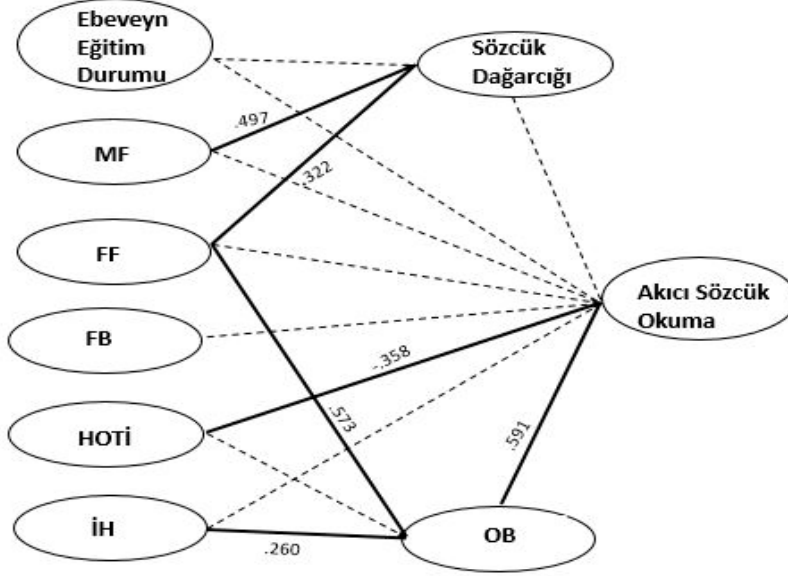 Ebeveyn
Eğitim
Durumu
Sözcük
Dağarcığı
MF
.497
.322
FF
Akıcı Sözcük
Okuma
FB
-.358
HOTİ
.573
.591
İH
.260
OB